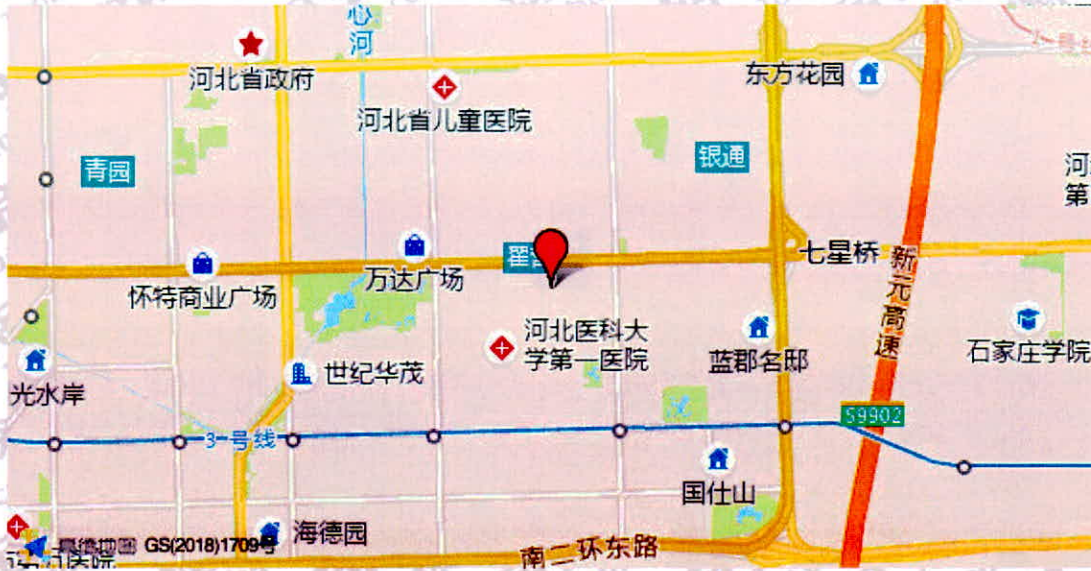 心
河
河北省政府
东方花园
河北省儿童医院
青园
银通
河
第
翟
七星桥
新元高速
怀特商业广场
万达广场
河北医科大
学第一医院
蓝郡名邸
石家庄学院
世纪华茂
光水岸
S9902
3号线
国仕山
海德园
高德地图 GS(2018)1709号
南二环东路
医院